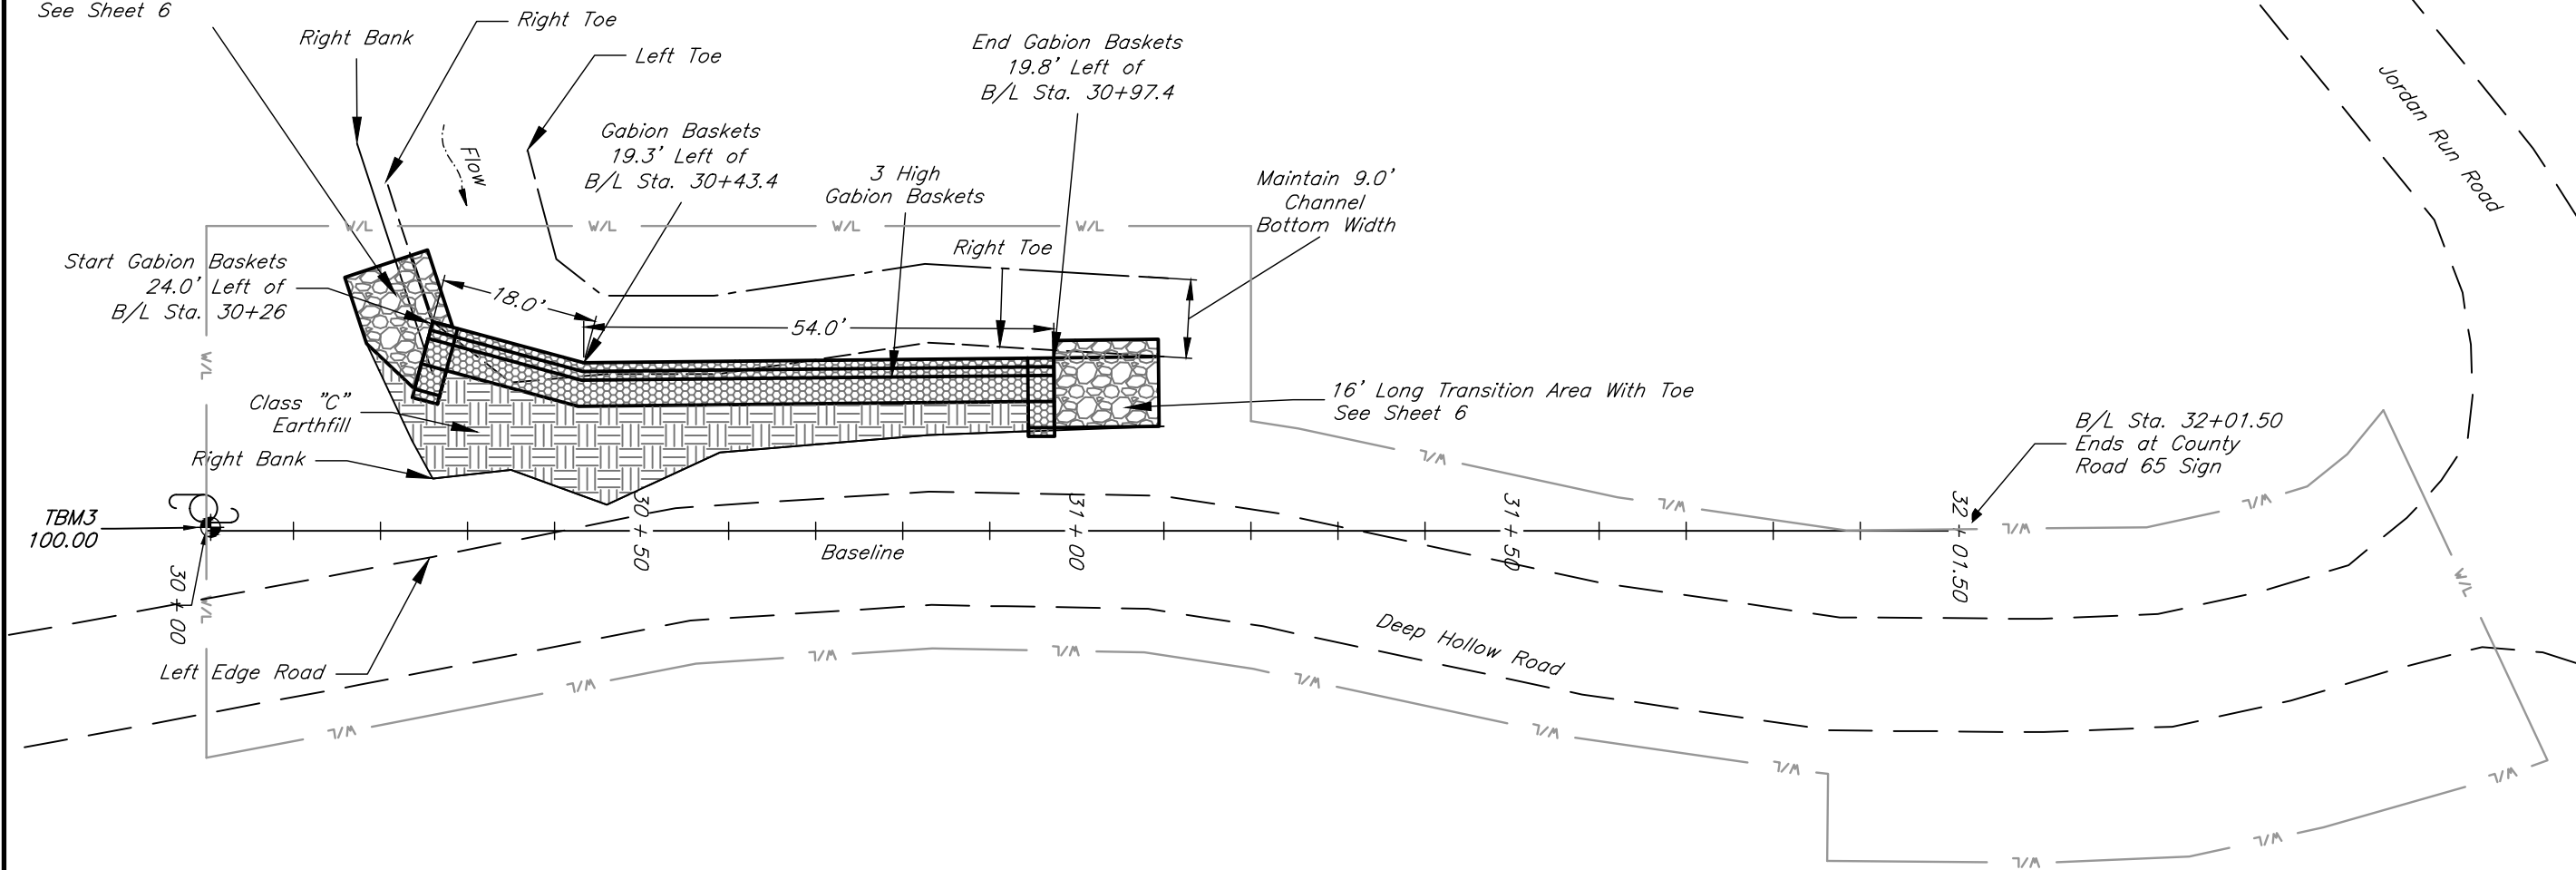 See Sheet 6
Right Bank
Right Toe
Left Toe
Flow
End Gabion Baskets
19.8' Left of
B/L Sta. 30+97.4
Gabion Baskets
19.3' Left of
B/L Sta. 30+43.4
3 High
Gabion Baskets
Maintain 9.0'
Channel
Bottom Width
Jordan Run Road
W/L
W/L
W/L
W/L
Right Toe
Start Gabion Baskets
24.0' Left of
B/L Sta. 30+26
18.0'
54.0'
W/L
Class "C"
Earthfill
16' Long Transition Area With Toe
See Sheet 6
B/L Sta. 32+01.50
Ends at County
Road 65 Sign
Right Bank
W/L
W/L
W/L
W/L
W/L
TBM3
100.00
30 + 00
30 + 50
Baseline
31 + 00
31 + 50
32 + 01.50
W/L
Left Edge Road
Deep Hollow Road
W/L
W/L
W/L
W/L
W/L
W/L
W/L
W/L
W/L
W/L